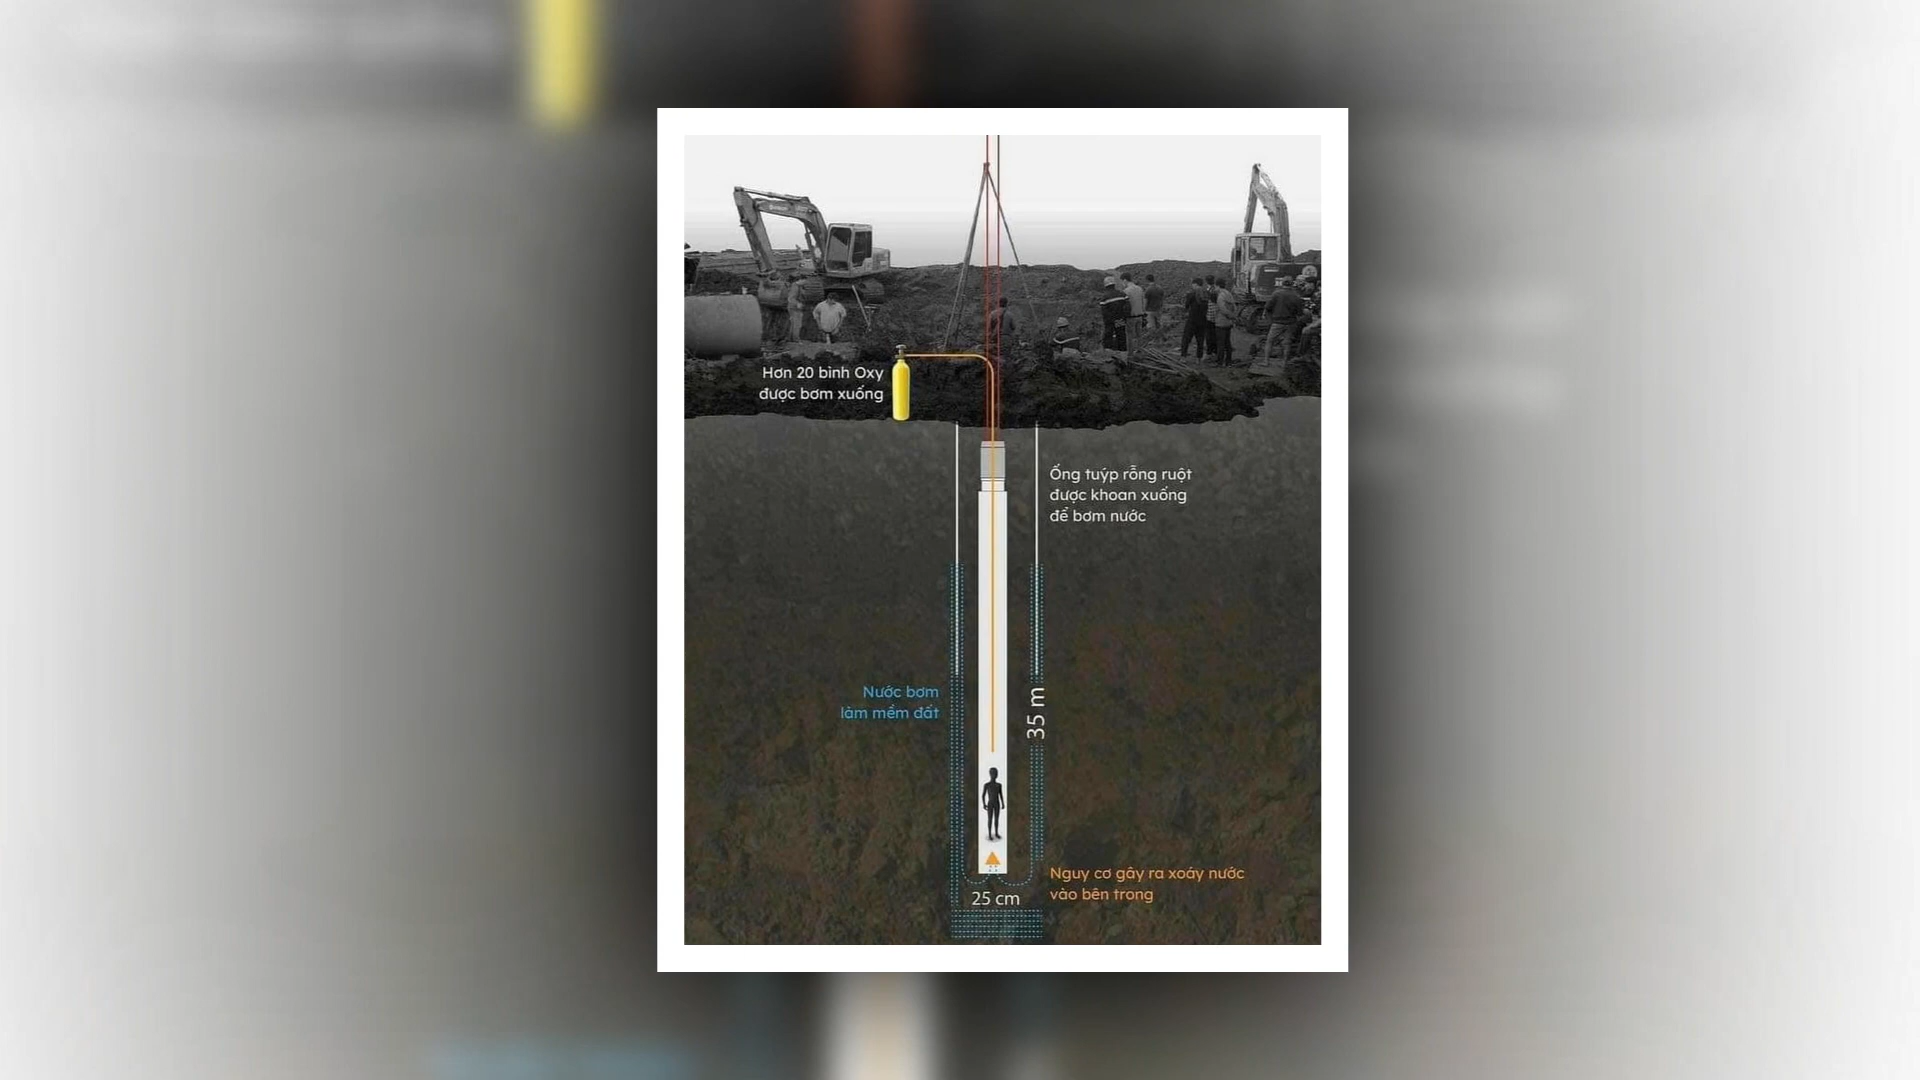 Hơn 20 bình Oxy
được bơm xuống
Ống tuýp rỗng ruột
được khoan xuống
để bơm nước
Nước bơm
làm mềm đất
35 m
Nguy cơ gây ra xoáy nước
vào bên trong
25 cm